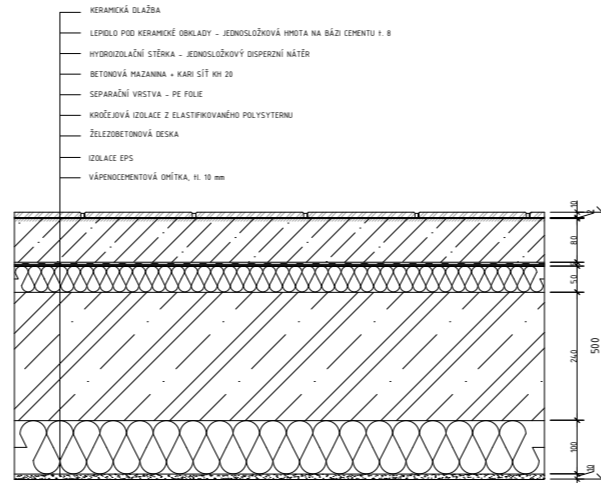 KERAMICKÁ DLAŽBA
LEPIDLO POD KERAMICKÉ OBKLADY - JEDNOSLOŽKOVÁ HMOTA NA BÁZI CEMENTU t. 8
HYDROIZOLAČNÍ STĚRKA - JEDNOSLOŽKOVÝ DISPERZNÍ NÁTĚR
BETONOVÁ MAZANINA + KARI SÍŤ KH 20
SEPARAČNÍ VRSTVA - PE FOLIE
KROČEJOVÁ IZOLACE Z ELASTIFIKOVANÉHO POLYSYTERNU
ŽELEZOBETONOVÁ DESKA
IZOLACE EPS
VÁPENOCEMENTOVÁ OMÍTKA, tl. 10 mm
10
2
80
50
240
500
100
10